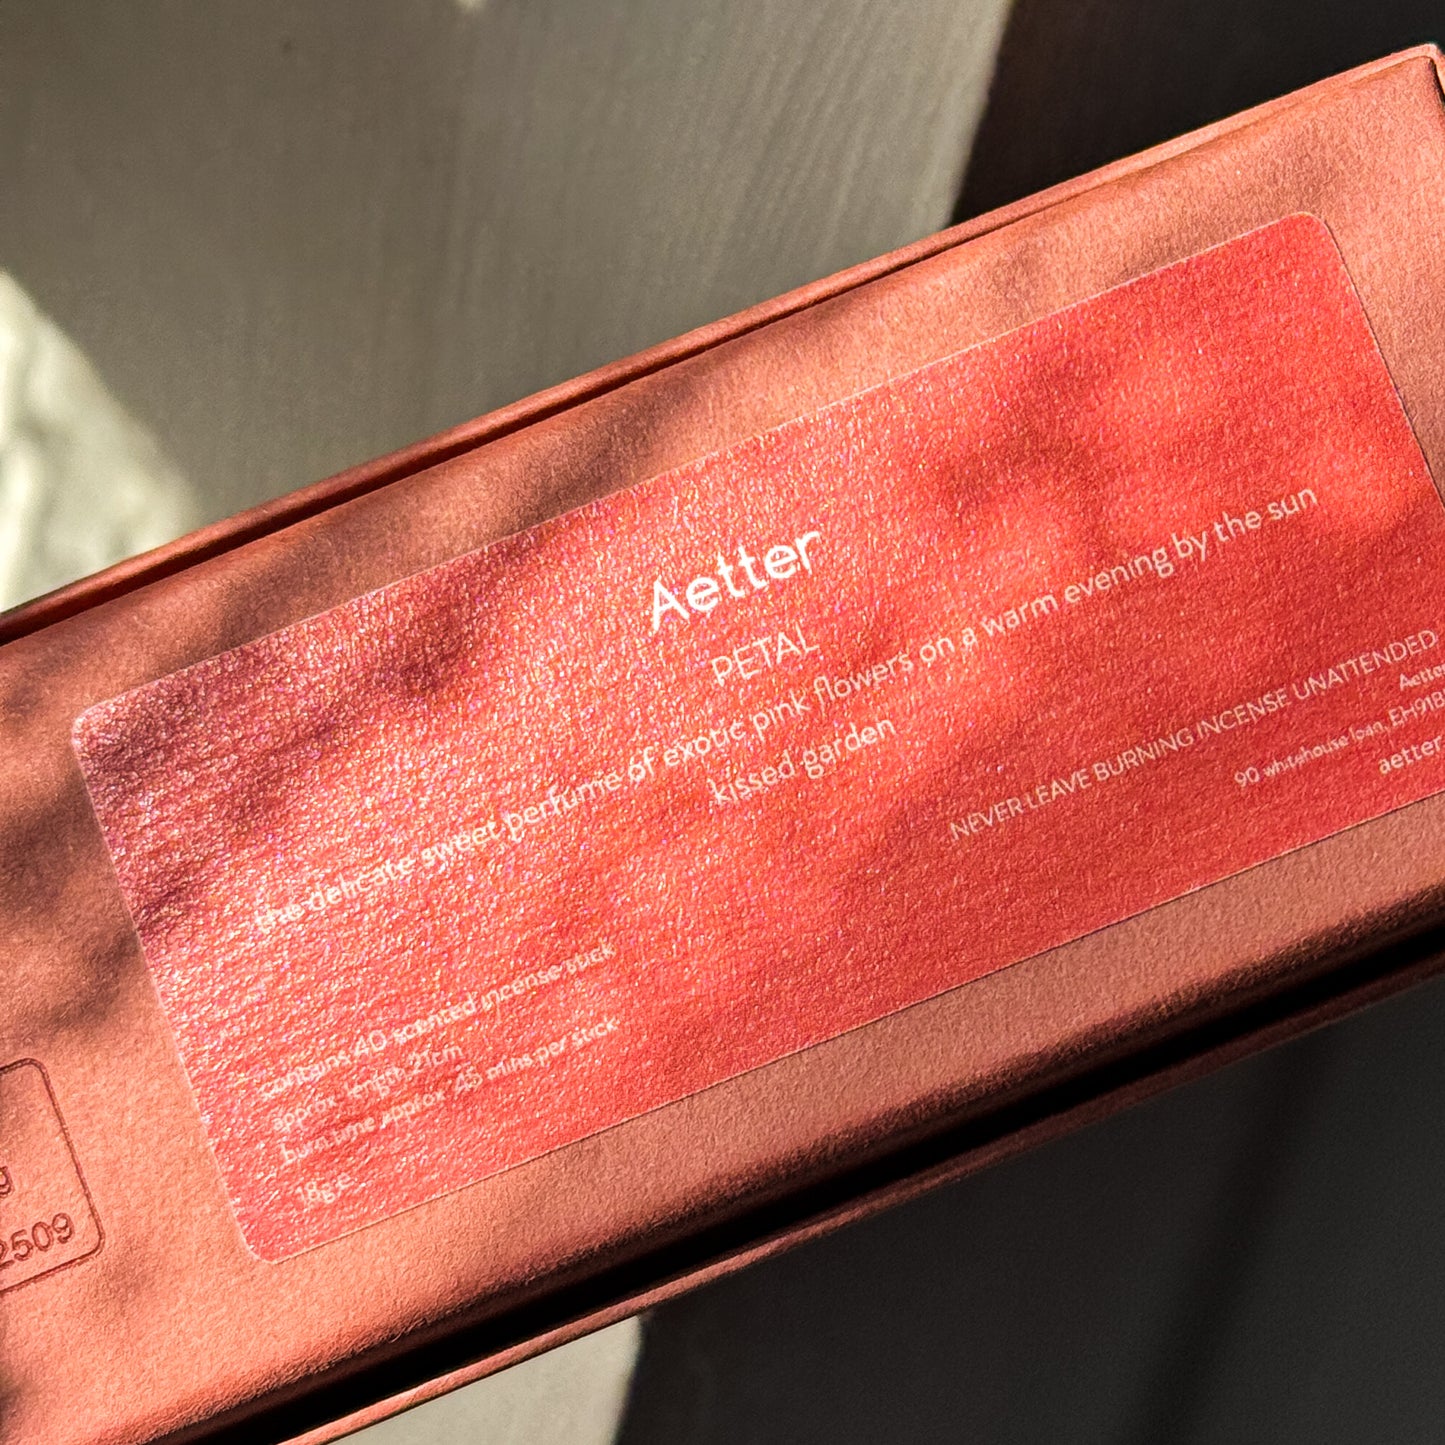 Aetter
PETAL
the delicate sweet perfume of exotic pink flowers on a warm evening by the sun
kissed garden
contains 40 scented incense stick
approx. length 21cm
burn time approx 45 mins per stick
18g e
NEVER LEAVE BURNING INCENSE UNATTENDED
Aetter
90 whitehouse loan, EH91B
aetter
g
2509